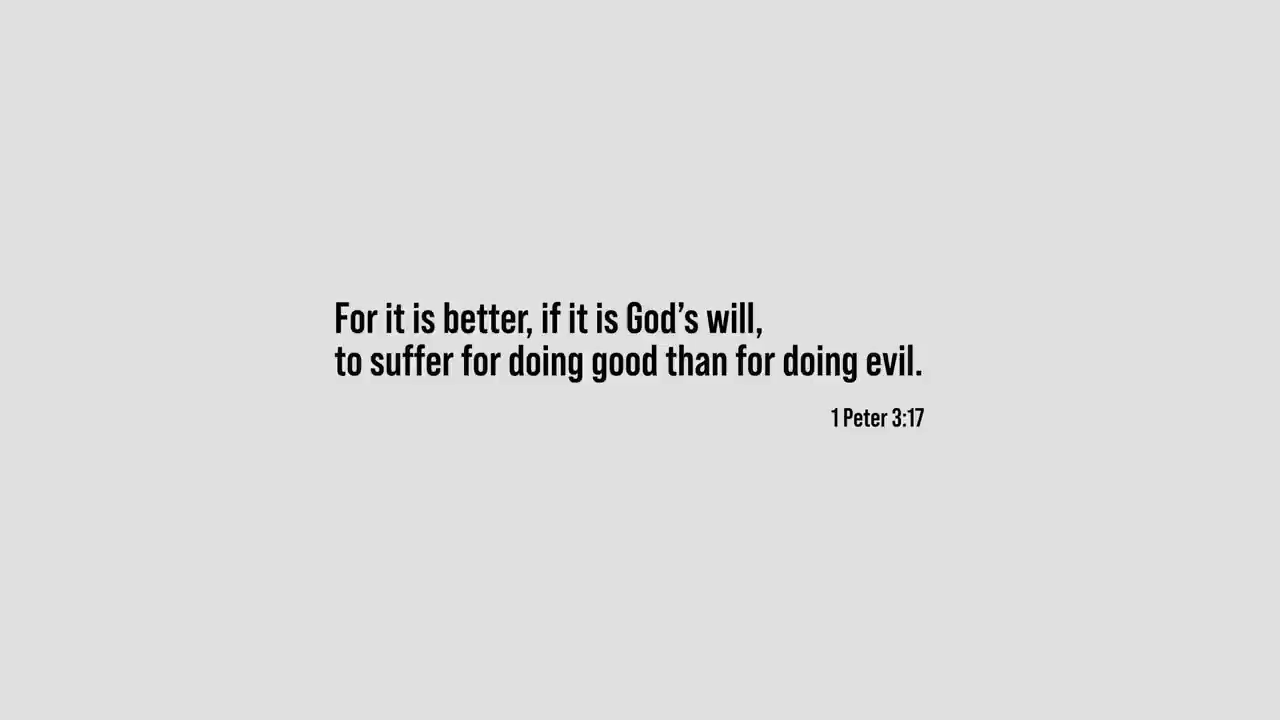 For it is better, if it is God’s will,
to suffer for doing good than for doing evil.
1 Peter 3:17